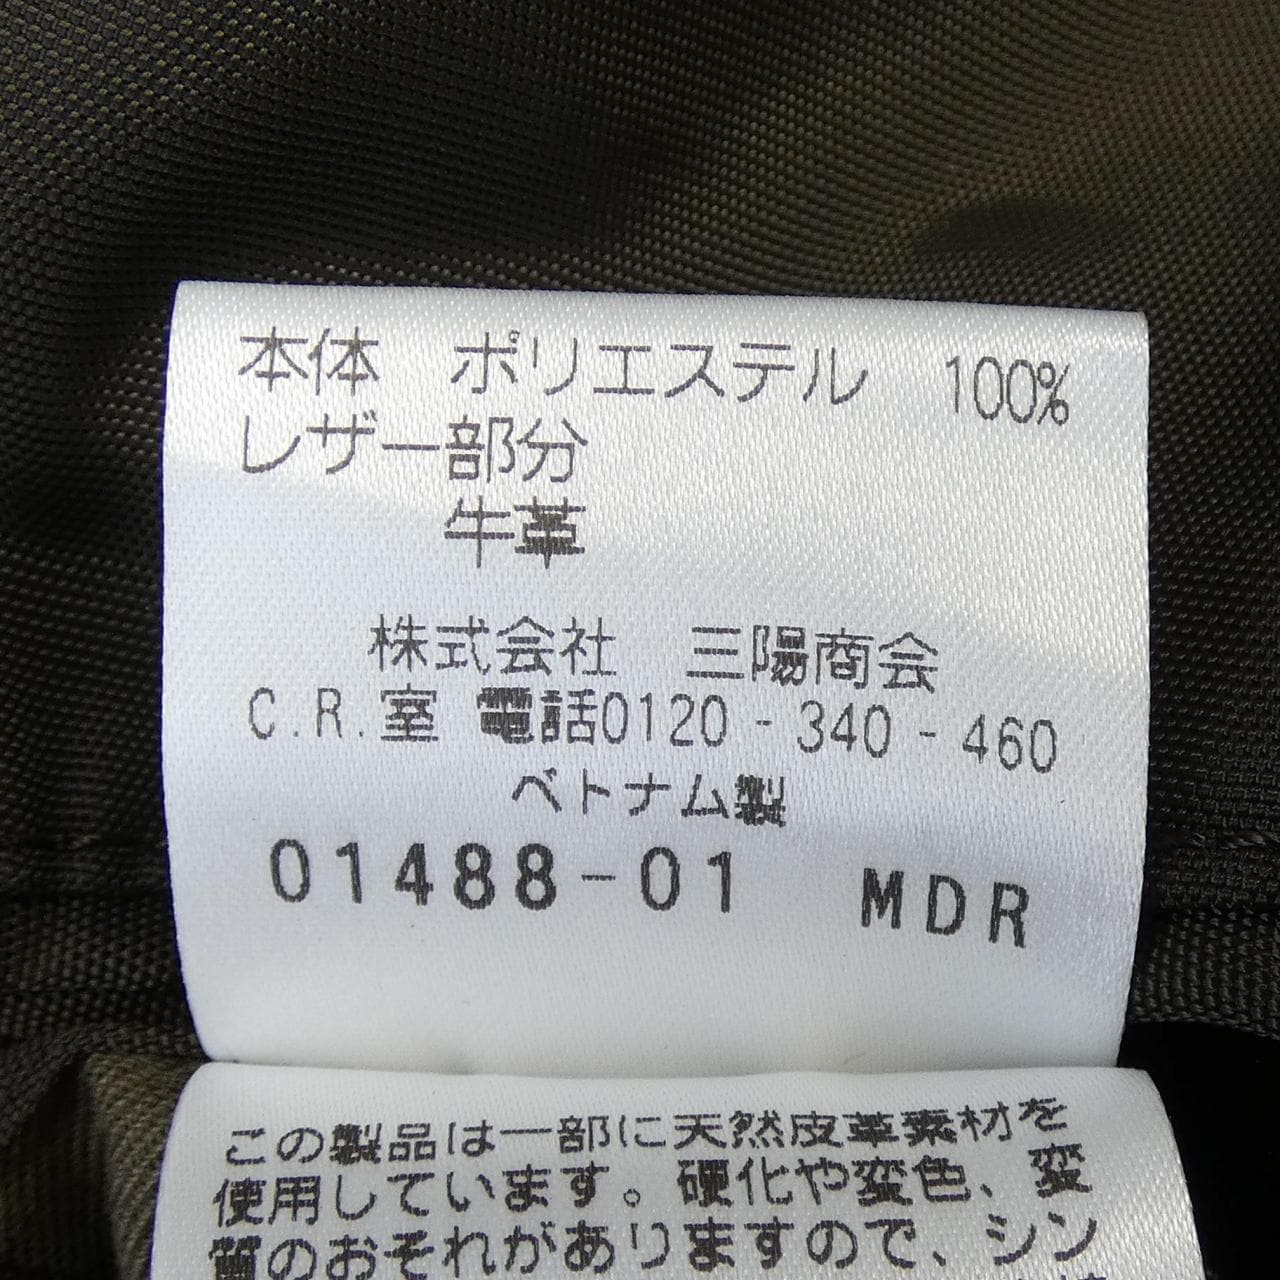 本体　ポリエステル　100%
レザー部分
牛革
株式会社　三陽商会
C.R.室 電話0120-340-460
ベトナム製
01488-01 MDR
この製品は一部に天然皮革素材を
使用しています。硬化や変色、変
質のおそれがありますので、シン